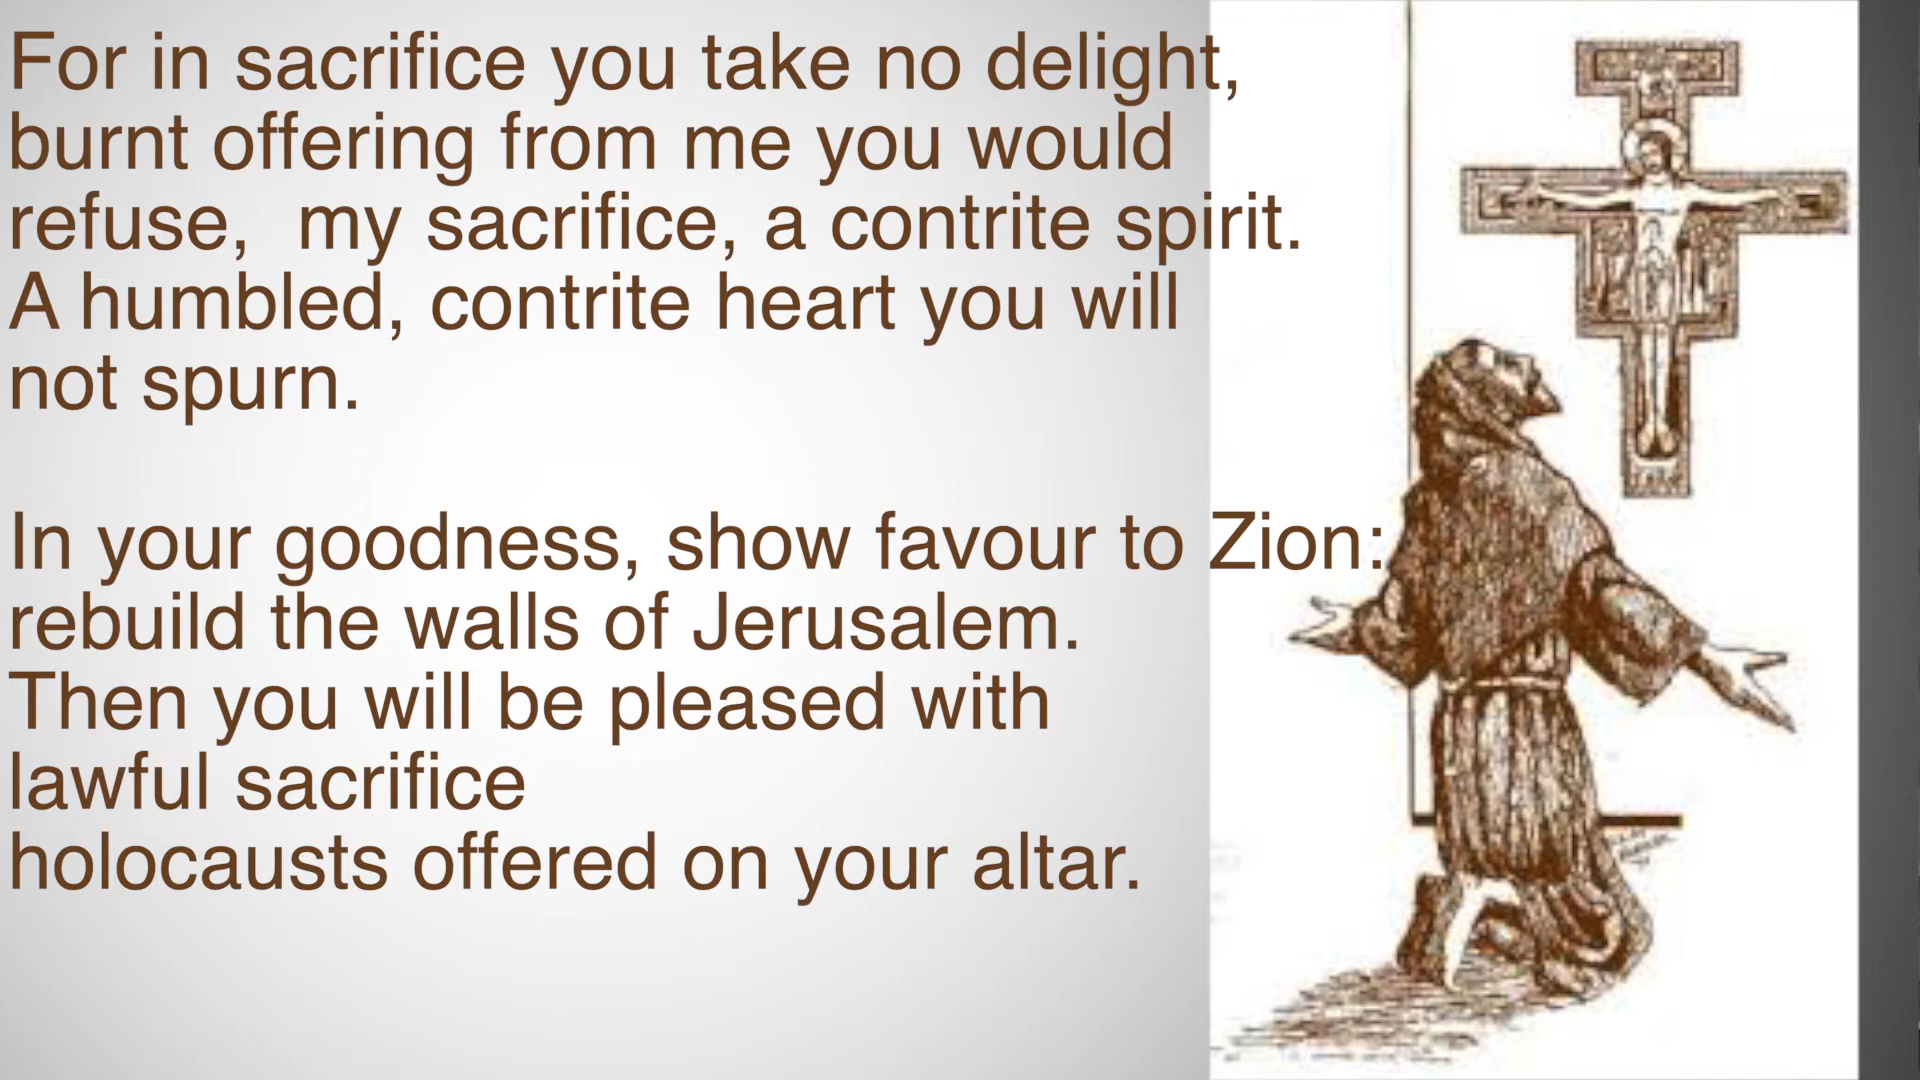 For in sacrifice you take no delight,
burnt offering from me you would
refuse,  my sacrifice, a contrite spirit.
A humbled, contrite heart you will
not spurn.
In your goodness, show favour to Zion:
rebuild the walls of Jerusalem.
Then you will be pleased with
lawful sacrifice
holocausts offered on your altar.